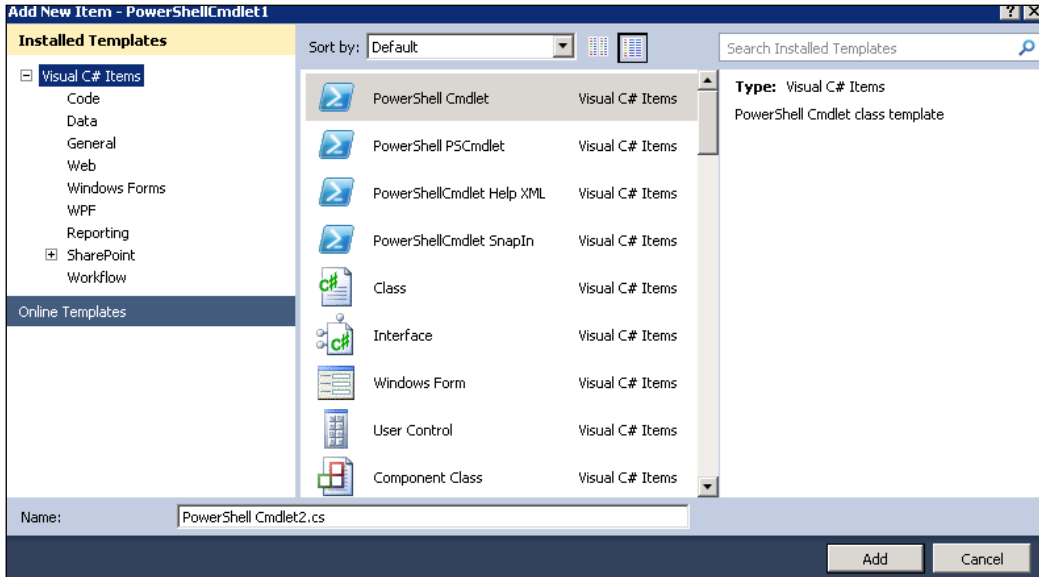 Add New Item - PowerShellCmdlet1
Installed Templates
Visual C# Items
Code
Data
General
Web
Windows Forms
WPF
Reporting
SharePoint
Workflow
Online Templates
Sort by: Default
Search Installed Templates
PowerShell Cmdlet Visual C# Items
PowerShell PSCmdlet Visual C# Items
PowerShellCmdlet Help XML Visual C# Items
PowerShellCmdlet SnapIn Visual C# Items
Class Visual C# Items
Interface Visual C# Items
Windows Form Visual C# Items
User Control Visual C# Items
Component Class Visual C# Items
Type: Visual C# Items
PowerShell Cmdlet class template
Name: PowerShell Cmdlet2.cs
Add Cancel